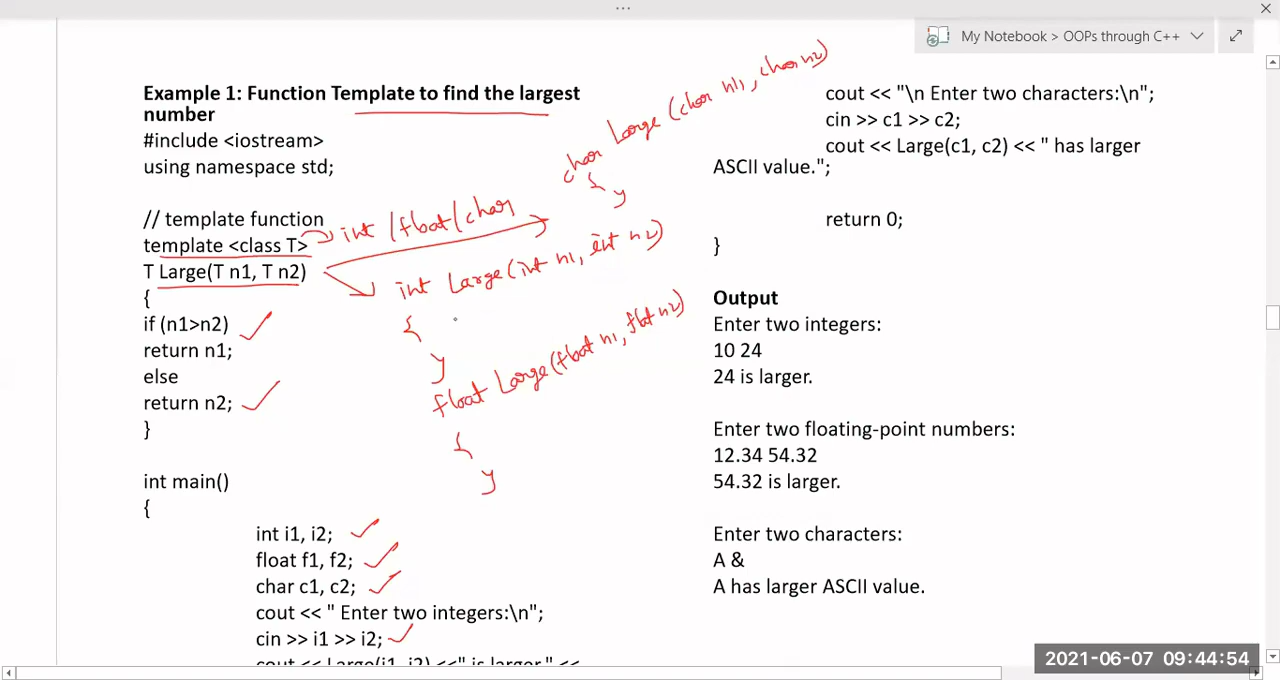 My Notebook > OOPs through C++
Example 1: Function Template to find the largest
number
#include <iostream>
using namespace std;
// template function
template <class T>
T Large(T n1, T n2)
{
if (n1>n2)
return n1;
else
return n2;
}
int main()
{
int i1, i2;
float f1, f2;
char c1, c2;
cout << " Enter two integers:\n";
cin >> i1 >> i2;
cout << Large(i1, i2) <<" is larger." <<
int / float / char
char Large (char n1, char n2)
{
}
int Large (int n1, int n2)
{
}
float Large (float n1, float n2)
{
}
cout << "\n Enter two characters:\n";
cin >> c1 >> c2;
cout << Large(c1, c2) << " has larger
ASCII value.";
return 0;
}
Output
Enter two integers:
10 24
24 is larger.
Enter two floating-point numbers:
12.34 54.32
54.32 is larger.
Enter two characters:
A &
A has larger ASCII value.
2021-06-07 09:44:54